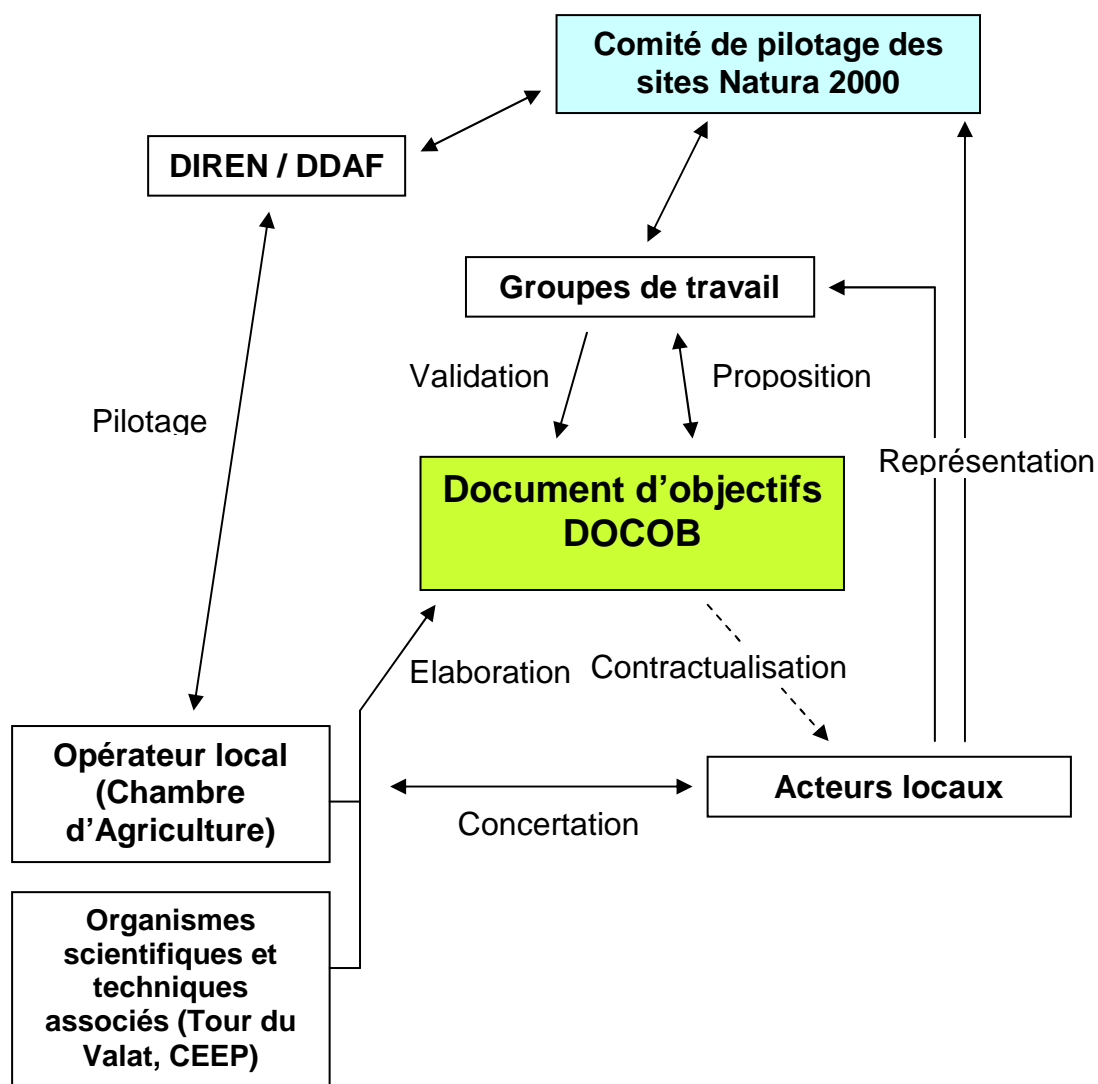 Comité de pilotage des
sites Natura 2000
DIREN / DDAF
Groupes de travail
Validation
Proposition
Pilotage
Représentation
Document d’objectifs
DOCOB
Elaboration
Contractualisation
Opérateur local
(Chambre
d’Agriculture)
Acteurs locaux
Concertation
Organismes
scientifiques et
techniques
associés (Tour du
Valat, CEEP)